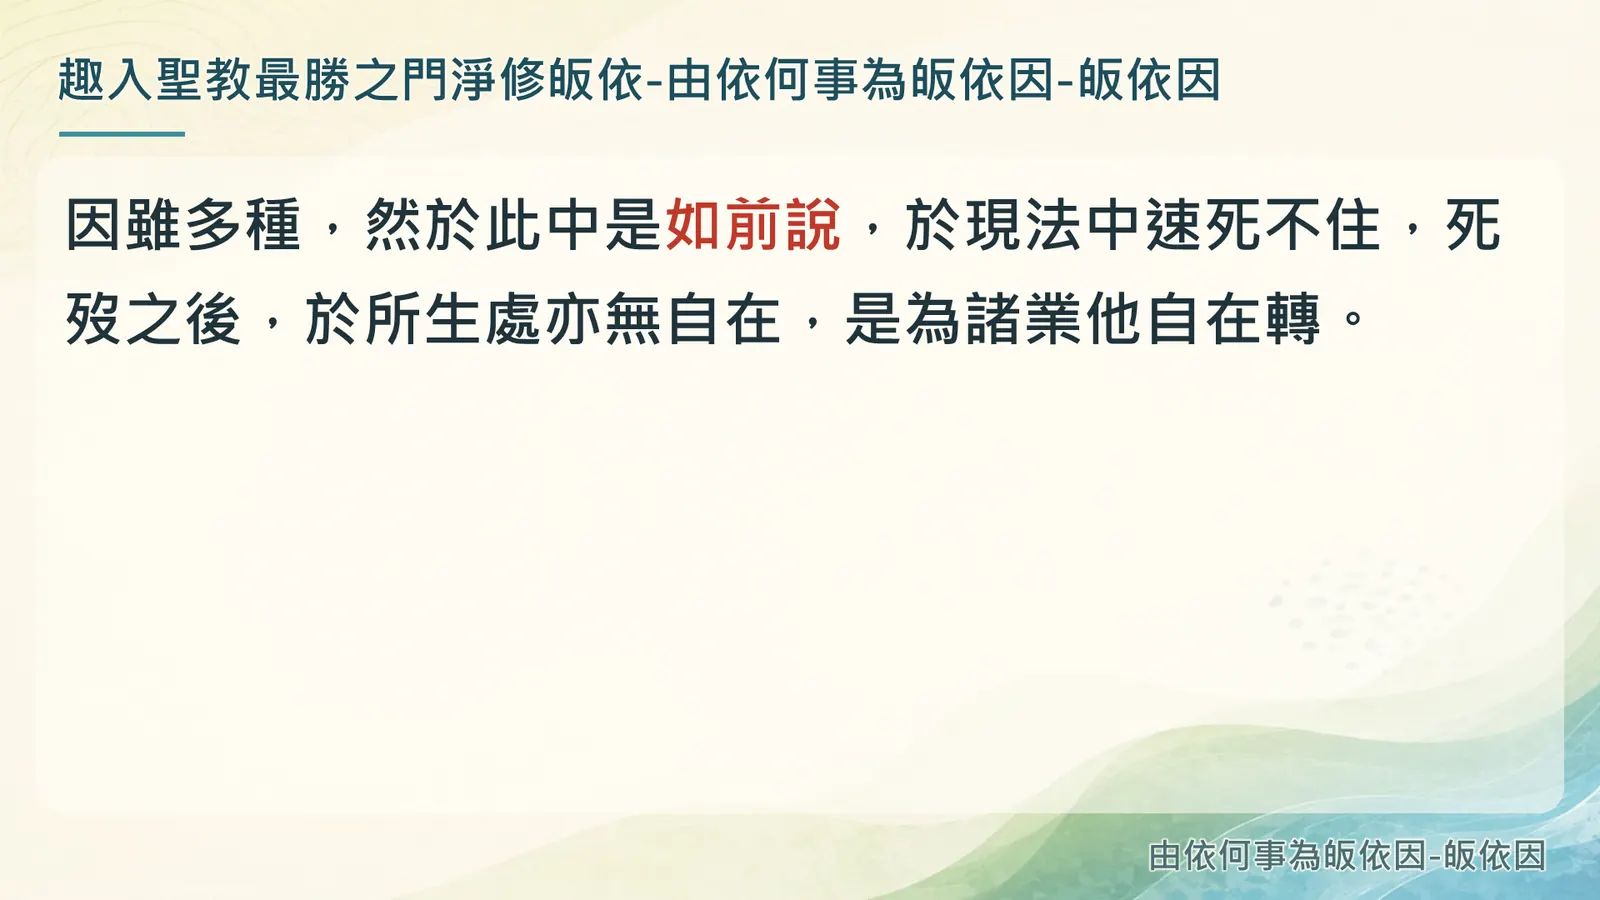 趣入聖教最勝之門淨修皈依-由依何事為皈依因-皈依因
因雖多種，然於此中是如前說，於現法中速死不住，死
歿之後，於所生處亦無自在，是為諸業他自在轉。
由依何事為皈依因-皈依因